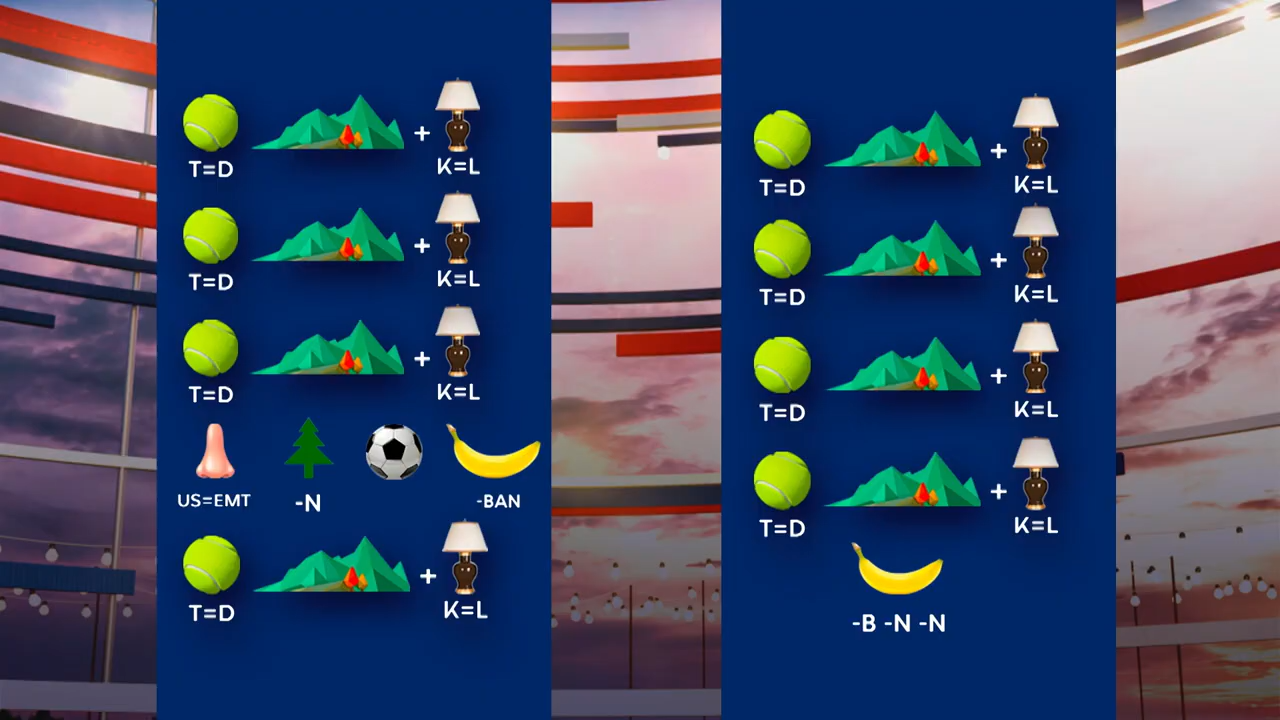 +
T=D K=L
+
T=D K=L
+
T=D K=L
US=EMT -N -BAN
+
T=D K=L
+
T=D K=L
+
T=D K=L
+
T=D K=L
+
T=D K=L
-B -N -N